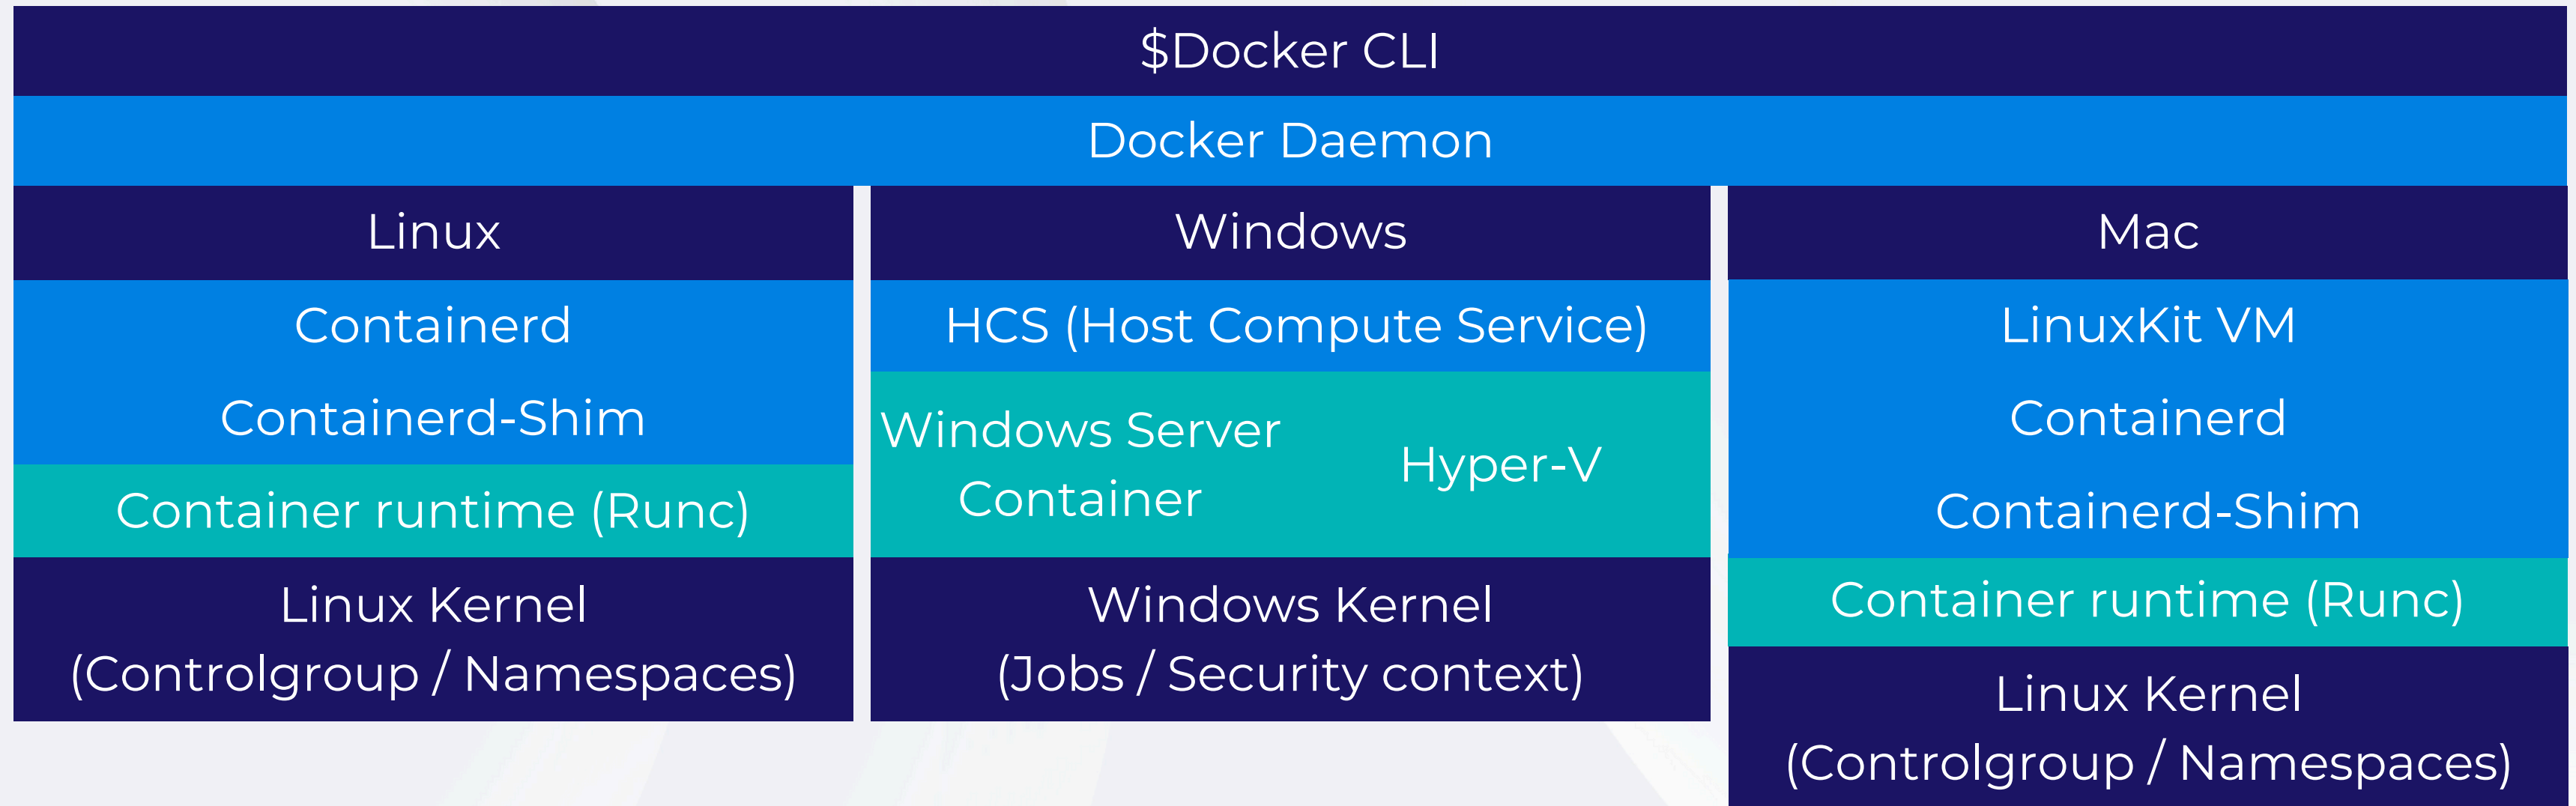 $Docker CLI
Docker Daemon
Linux
Containerd
Containerd-Shim
Container runtime (Runc)
Linux Kernel
(Controlgroup / Namespaces)
Windows
HCS (Host Compute Service)
Windows Server
Container
Hyper-V
Windows Kernel
(Jobs / Security context)
Mac
LinuxKit VM
Containerd
Containerd-Shim
Container runtime (Runc)
Linux Kernel
(Controlgroup / Namespaces)